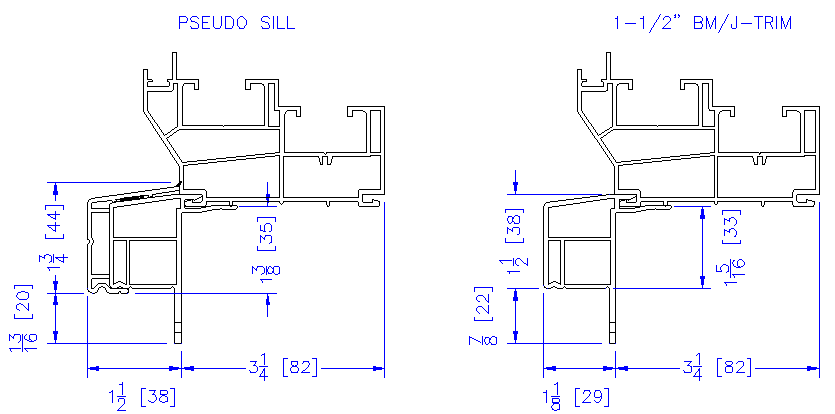 PSEUDO SILL
1-1/2" BM/J-TRIM
1 3/4 [44]
1 3/8 [35]
13/16 [20]
1 1/2 [38]
3 1/4 [82]
1 1/2 [38]
1 5/16 [33]
7/8 [22]
1 1/8 [29]
3 1/4 [82]